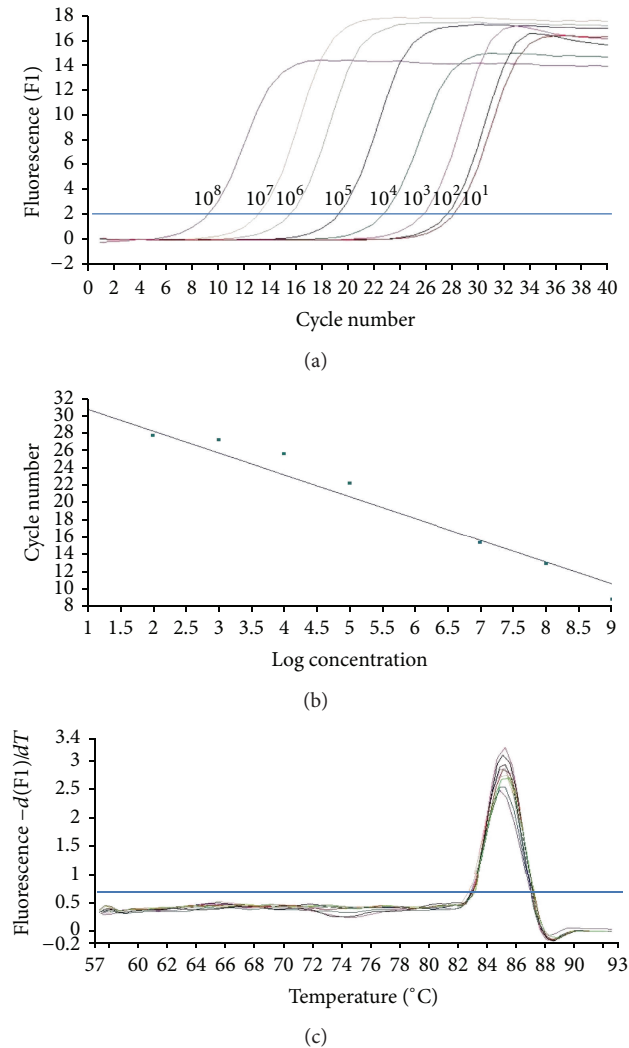 18
16
14
12
10
8
6
4
2
0
−2
Fluorescence (F1)
10⁸ 10⁷ 10⁶ 10⁵ 10⁴ 10³ 10² 10¹
0 2 4 6 8 10 12 14 16 18 20 22 24 26 28 30 32 34 36 38 40
Cycle number
(a)
32
30
28
26
24
22
20
18
16
14
12
10
8
Cycle number
1 1.5 2 2.5 3 3.5 4 4.5 5 5.5 6 6.5 7 7.5 8 8.5 9
Log concentration
(b)
3.4
3
2.5
2
1.5
1
0.5
0
−0.2
Fluorescence −d(F1)/dT
57 60 62 64 66 68 70 72 74 76 78 80 82 84 86 88 90 93
Temperature (°C)
(c)